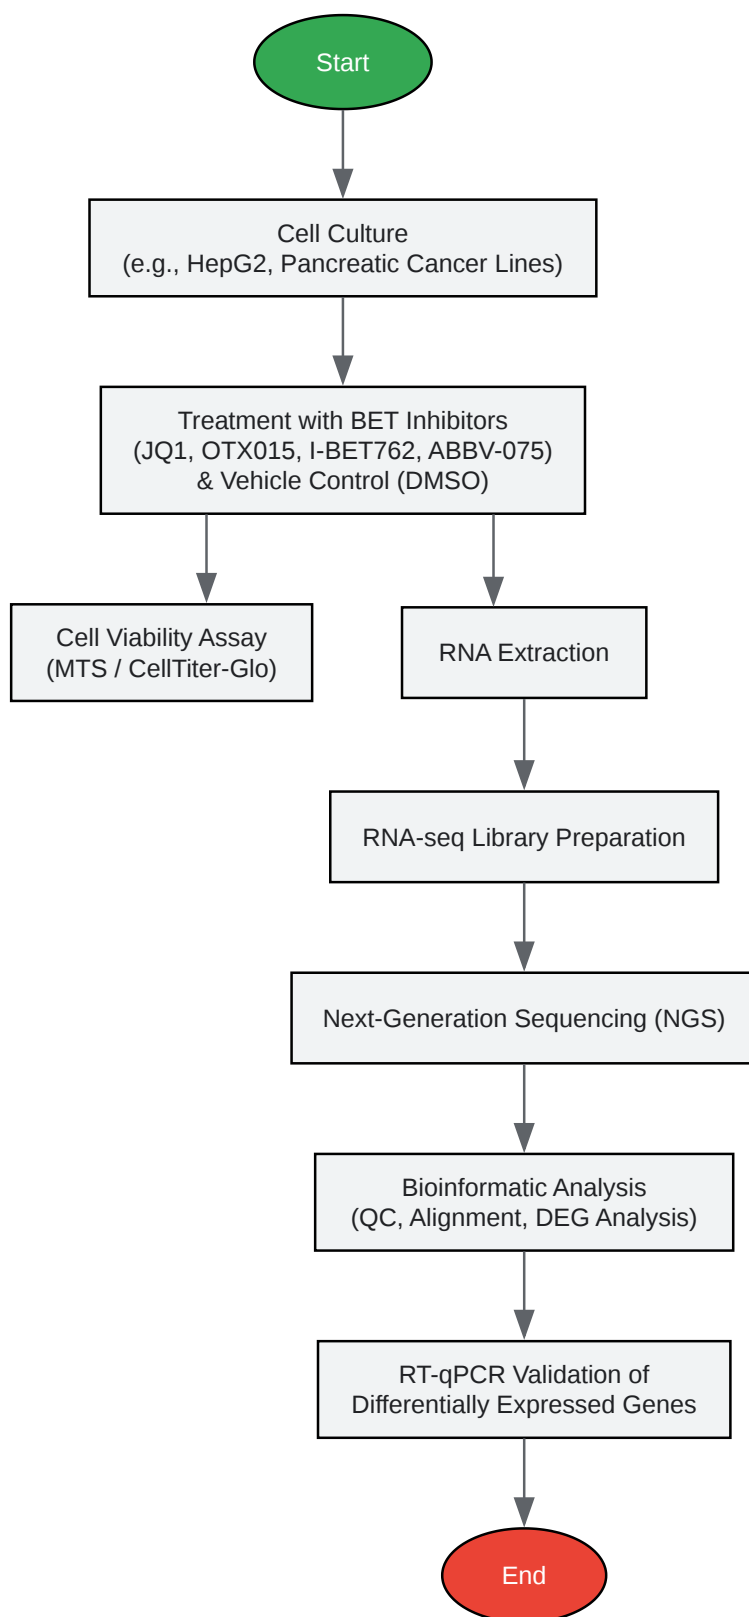 Start
Cell Culture
(e.g., HepG2, Pancreatic Cancer Lines)
Treatment with BET Inhibitors
(JQ1, OTX015, I-BET762, ABBV-075)
& Vehicle Control (DMSO)
Cell Viability Assay
(MTS / CellTiter-Glo)
RNA Extraction
RNA-seq Library Preparation
Next-Generation Sequencing (NGS)
Bioinformatic Analysis
(QC, Alignment, DEG Analysis)
RT-qPCR Validation of
Differentially Expressed Genes
End